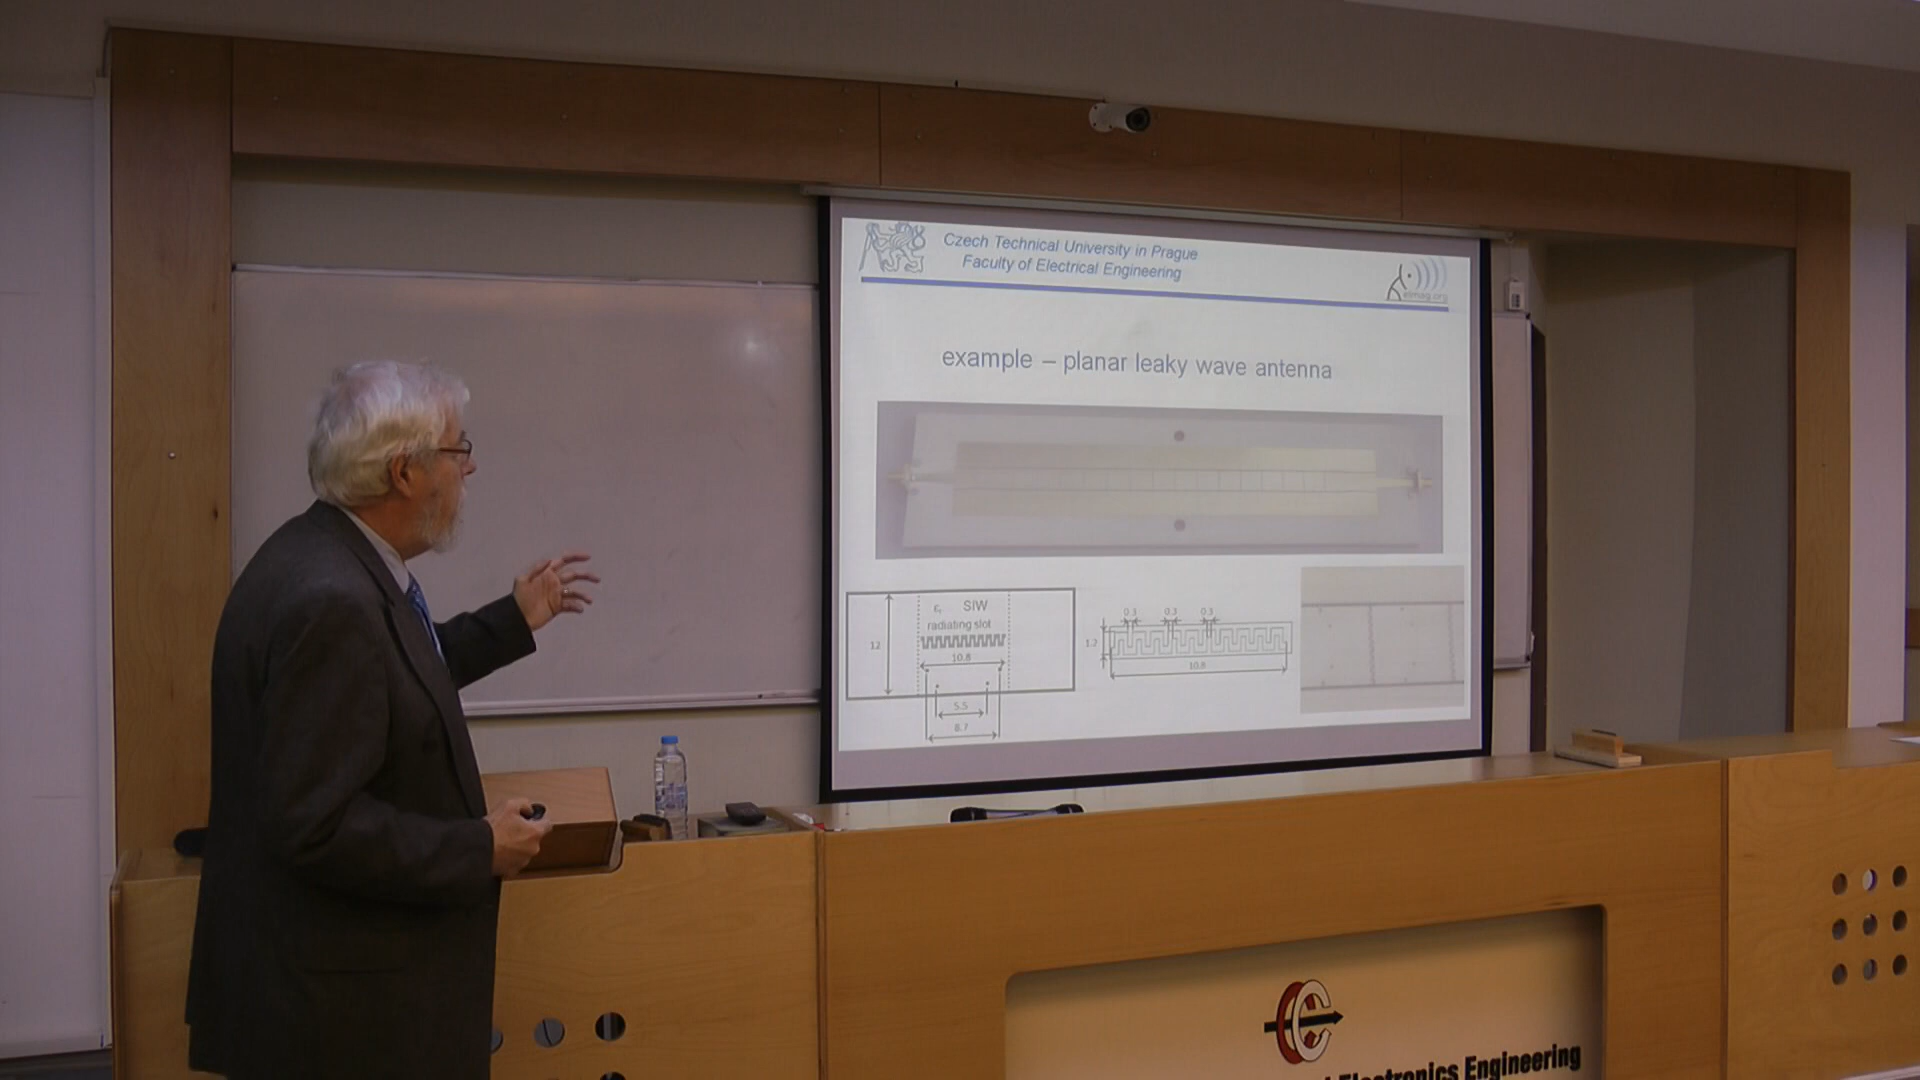 Czech Technical University in Prague
Faculty of Electrical Engineering
elmag.org
example – planar leaky wave antenna
εr SIW
radiating slot
12
10.8
5.5
8.7
0.3 0.3 0.3
1.2
10.8
Electronics Engineering